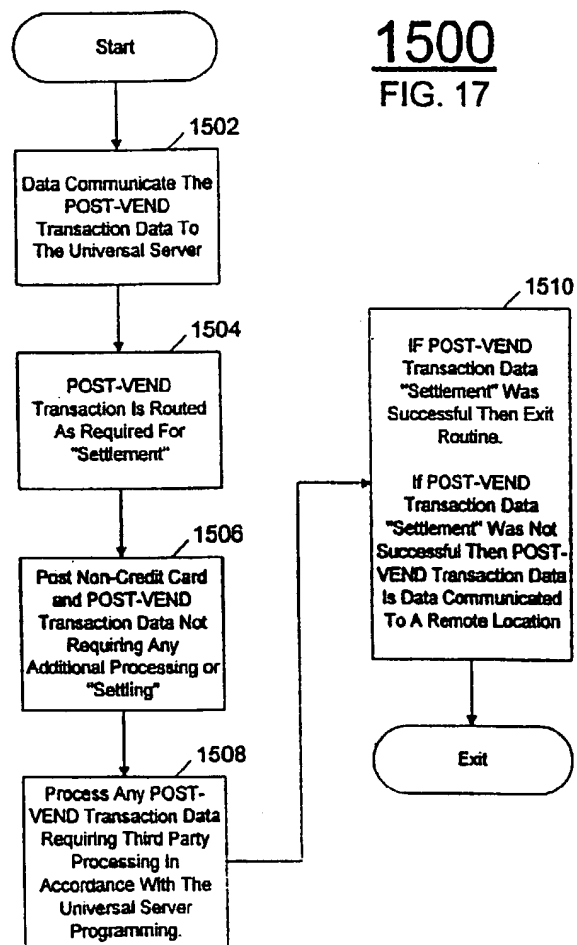 1500
FIG. 17
Start
1502
Data Communicate The
POST-VEND
Transaction Data To
The Universal Server
1504
POST-VEND
Transaction Is Routed
As Required For
"Settlement"
1506
Post Non-Credit Card
and POST-VEND
Transaction Data Not
Requiring Any
Additional Processing or
"Settling"
1508
Process Any POST-
VEND Transaction Data
Requiring Third Party
Processing In
Accordance With The
Universal Server
Programming.
1510
IF POST-VEND
Transaction Data
"Settlement" Was
Successful Then Exit
Routine.
If POST-VEND
Transaction Data
"Settlement" Was Not
Successful Then POST-
VEND Transaction Data
Is Data Communicated
To A Remote Location
Exit